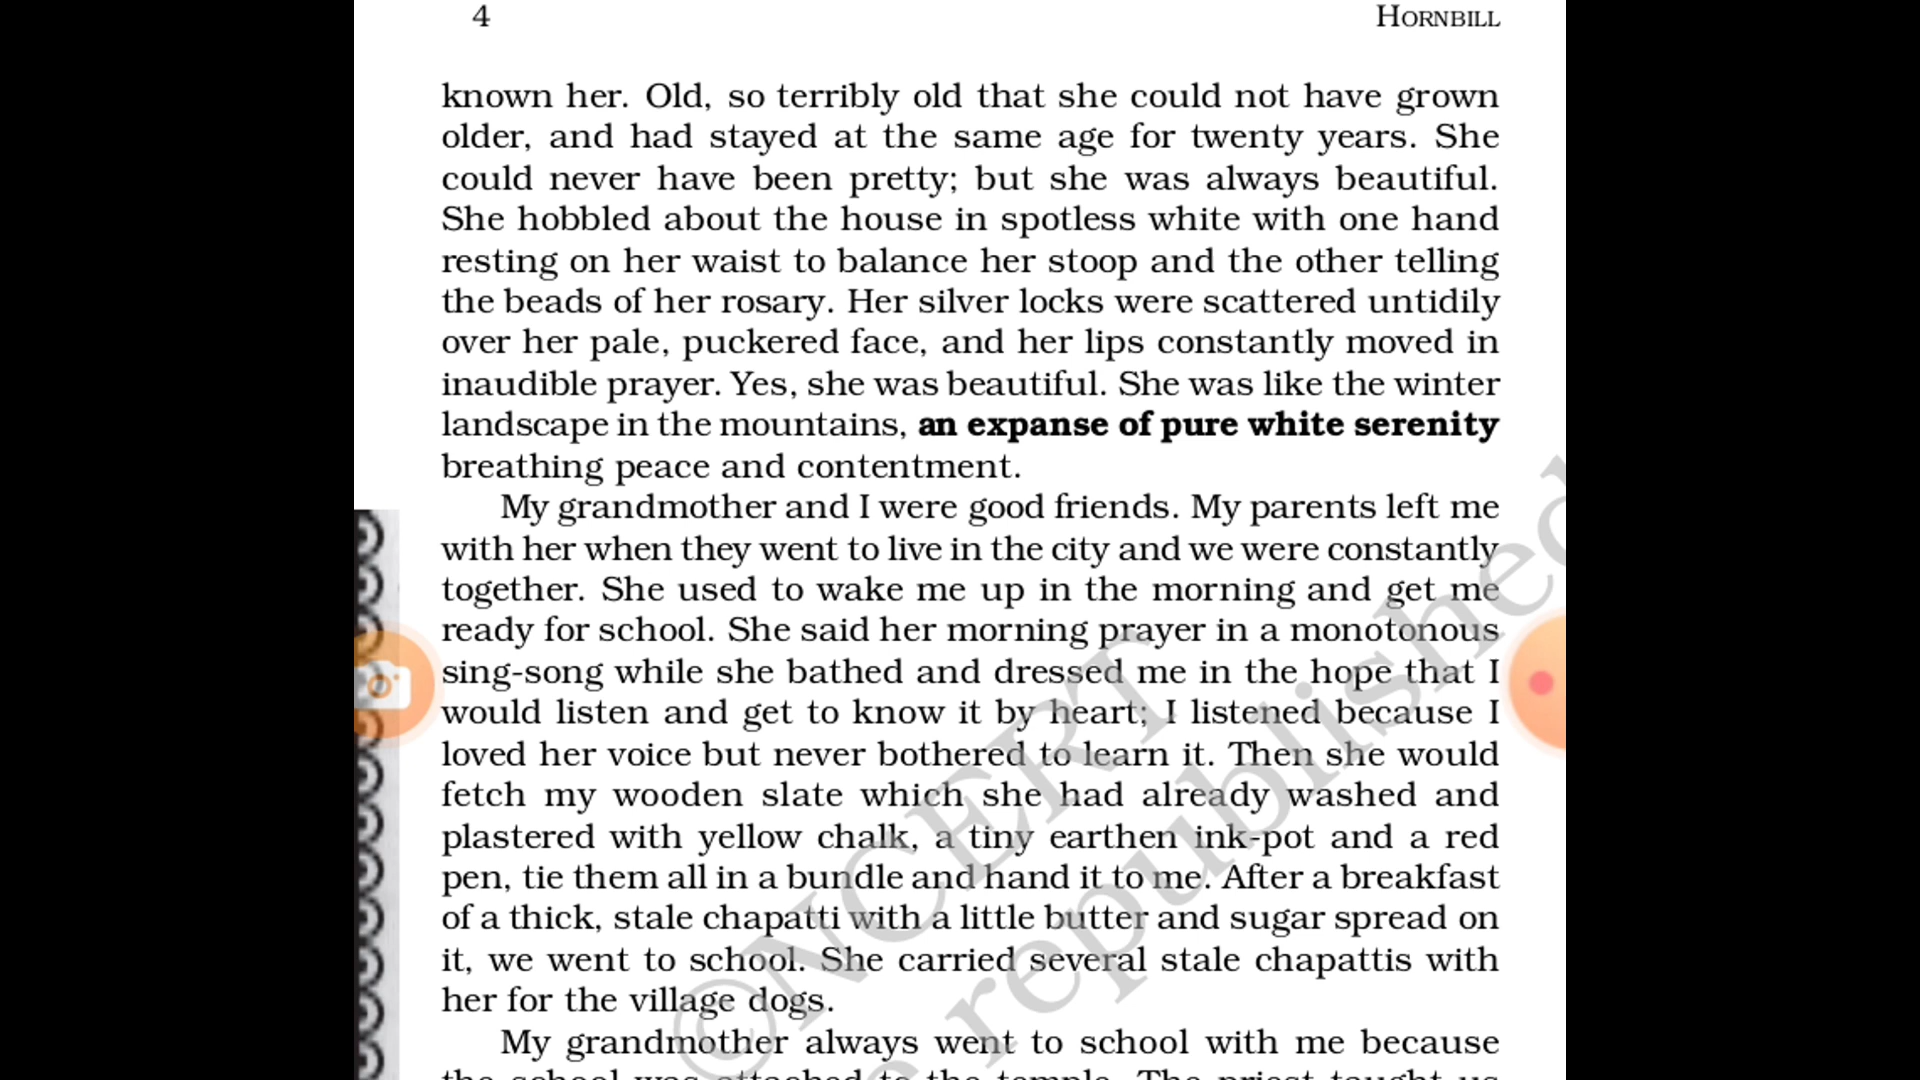 4 HORNBILL
known her. Old, so terribly old that she could not have grown
older, and had stayed at the same age for twenty years. She
could never have been pretty; but she was always beautiful.
She hobbled about the house in spotless white with one hand
resting on her waist to balance her stoop and the other telling
the beads of her rosary. Her silver locks were scattered untidily
over her pale, puckered face, and her lips constantly moved in
inaudible prayer. Yes, she was beautiful. She was like the winter
landscape in the mountains, an expanse of pure white serenity
breathing peace and contentment.
My grandmother and I were good friends. My parents left me
with her when they went to live in the city and we were constantly
together. She used to wake me up in the morning and get me
ready for school. She said her morning prayer in a monotonous
sing-song while she bathed and dressed me in the hope that I
would listen and get to know it by heart; I listened because I
loved her voice but never bothered to learn it. Then she would
fetch my wooden slate which she had already washed and
plastered with yellow chalk, a tiny earthen ink-pot and a red
pen, tie them all in a bundle and hand it to me. After a breakfast
of a thick, stale chapatti with a little butter and sugar spread on
it, we went to school. She carried several stale chapattis with
her for the village dogs.
My grandmother always went to school with me because
the school was attached to the temple. The priest taught us
©NCERT
republished